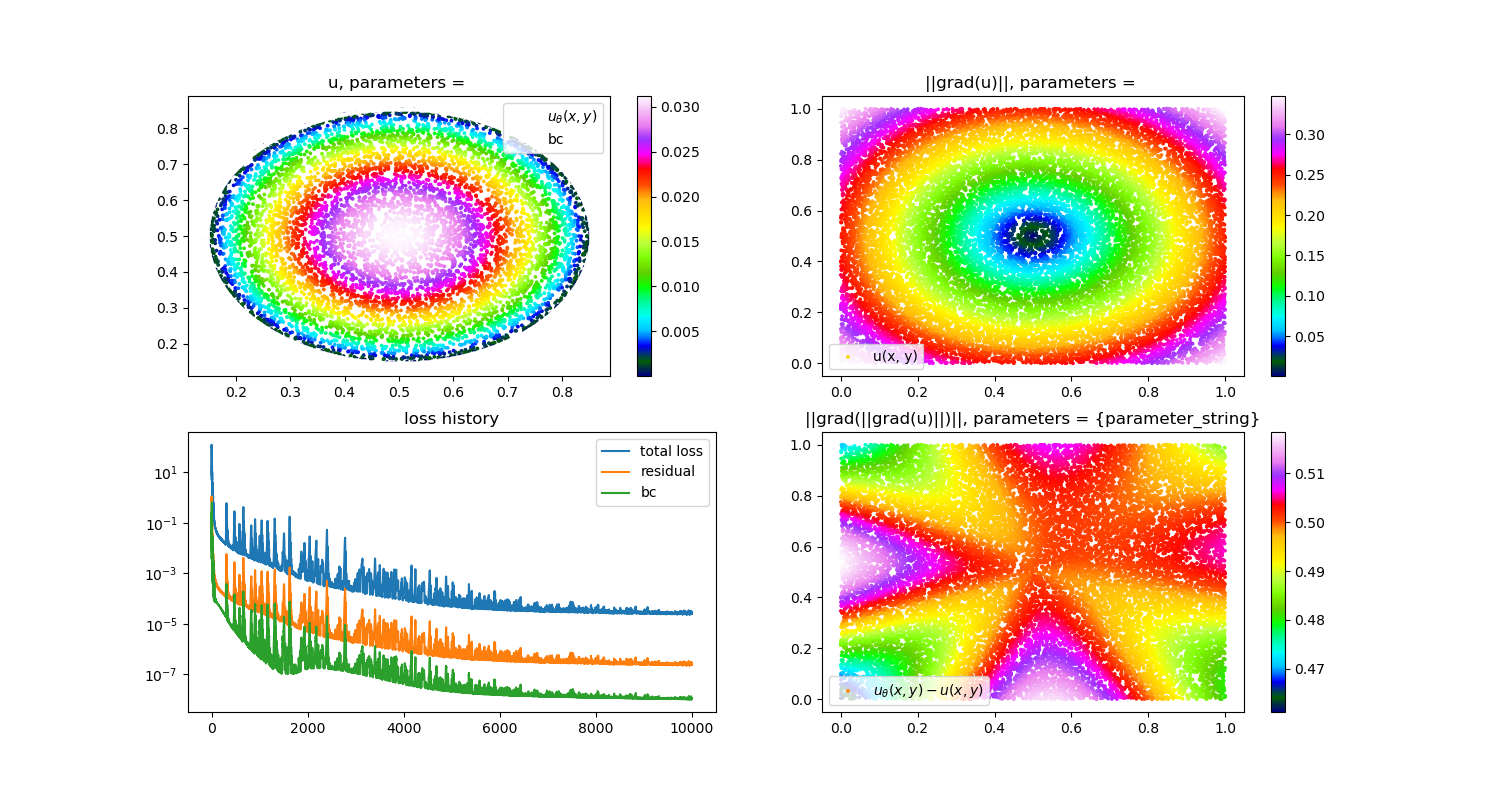 u, parameters =
0.8
0.7
0.6
0.5
0.4
0.3
0.2
0.2 0.3 0.4 0.5 0.6 0.7 0.8
uθ(x, y)
bc
0.030
0.025
0.020
0.015
0.010
0.005
||grad(u)||, parameters =
1.0
0.8
0.6
0.4
0.2
0.0
0.0 0.2 0.4 0.6 0.8 1.0
u(x, y)
0.30
0.25
0.20
0.15
0.10
0.05
loss history
10¹
10⁻¹
10⁻³
10⁻⁵
10⁻⁷
0 2000 4000 6000 8000 10000
total loss
residual
bc
||grad(||grad(u)||)||, parameters = {parameter_string}
1.0
0.8
0.6
0.4
0.2
0.0
0.0 0.2 0.4 0.6 0.8 1.0
uθ(x, y) − u(x, y)
0.51
0.50
0.49
0.48
0.47